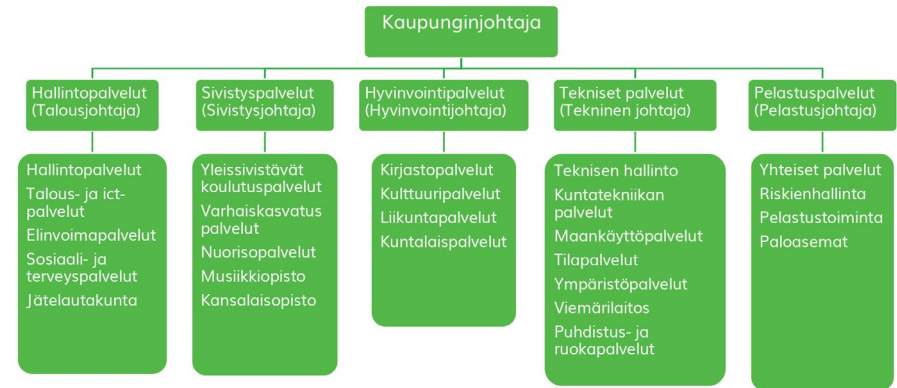 Kaupunginjohtaja
Hallintopalvelut
(Talousjohtaja)
Sivistyspalvelut
(Sivistysjohtaja)
Hyvinvointipalvelut
(Hyvinvointijohtaja)
Tekniset palvelut
(Tekninen johtaja)
Pelastuspalvelut
(Pelastusjohtaja)
Hallintopalvelut
Talous- ja ict-
palvelut
Elinvoimapalvelut
Sosiaali- ja
terveyspalvelut
Jätelautakunta
Yleissivistävät
koulutuspalvelut
Varhaiskasvatus
palvelut
Nuorisopalvelut
Musiikkiopisto
Kansalaisopisto
Kirjastopalvelut
Kulttuuripalvelut
Liikuntapalvelut
Kuntalaispalvelut
Teknisen hallinto
Kuntatekniikan
palvelut
Maankäyttöpalvelut
Tilapalvelut
Ympäristöpalvelut
Viemärilaitos
Puhdistus- ja
ruokapalvelut
Yhteiset palvelut
Riskienhallinta
Pelastustoiminta
Paloasemat